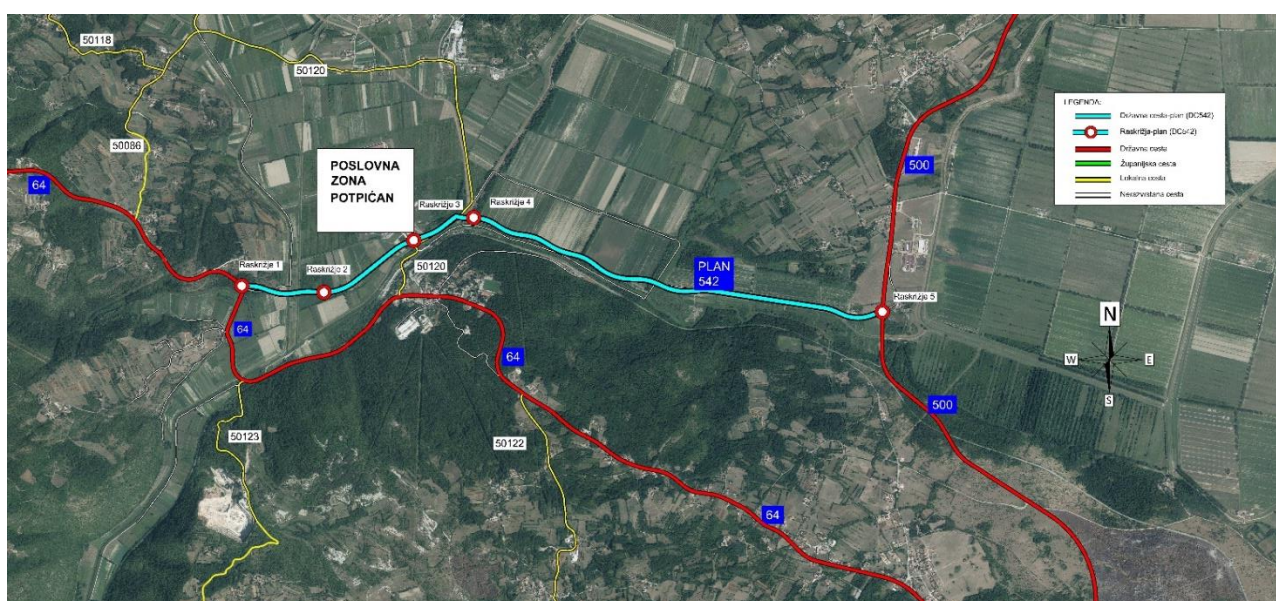 50118
50120
50086
64
POSLOVNA
ZONA
POTPIĆAN
Raskrižje 3
Raskrižje 4
500
LEGENDA:
Državna cesta-plan (DC542)
Raskrižja-plan (DC542)
Državna cesta
Županijska cesta
Lokalna cesta
Nerazvrstana cesta
Raskrižje 1
Raskrižje 2
50120
PLAN
542
Raskrižje 5
N
W
E
S
64
64
500
50123
50122
64